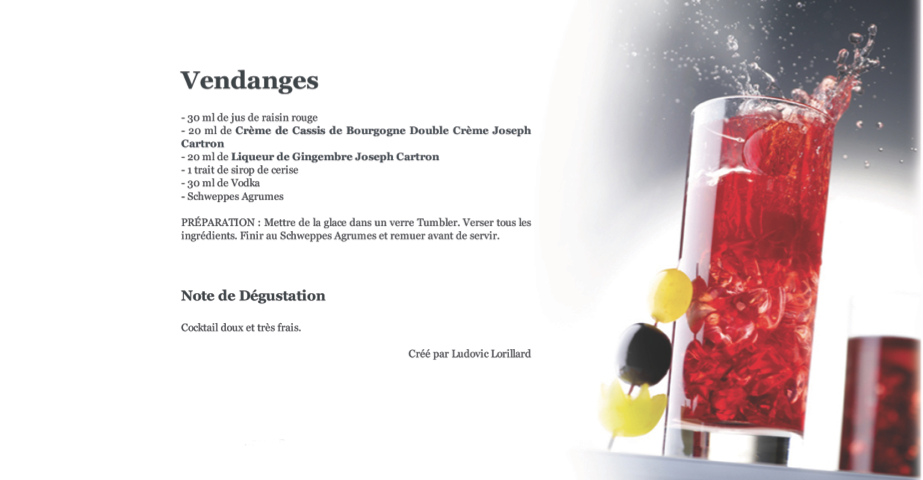 Vendanges
- 30 ml de jus de raisin rouge
- 20 ml de Crème de Cassis de Bourgogne Double Crème Joseph
Cartron
- 20 ml de Liqueur de Gingembre Joseph Cartron
- 1 trait de sirop de cerise
- 30 ml de Vodka
- Schweppes Agrumes
PRÉPARATION : Mettre de la glace dans un verre Tumbler. Verser tous les
ingrédients. Finir au Schweppes Agrumes et remuer avant de servir.
Note de Dégustation
Cocktail doux et très frais.
Créé par Ludovic Lorillard